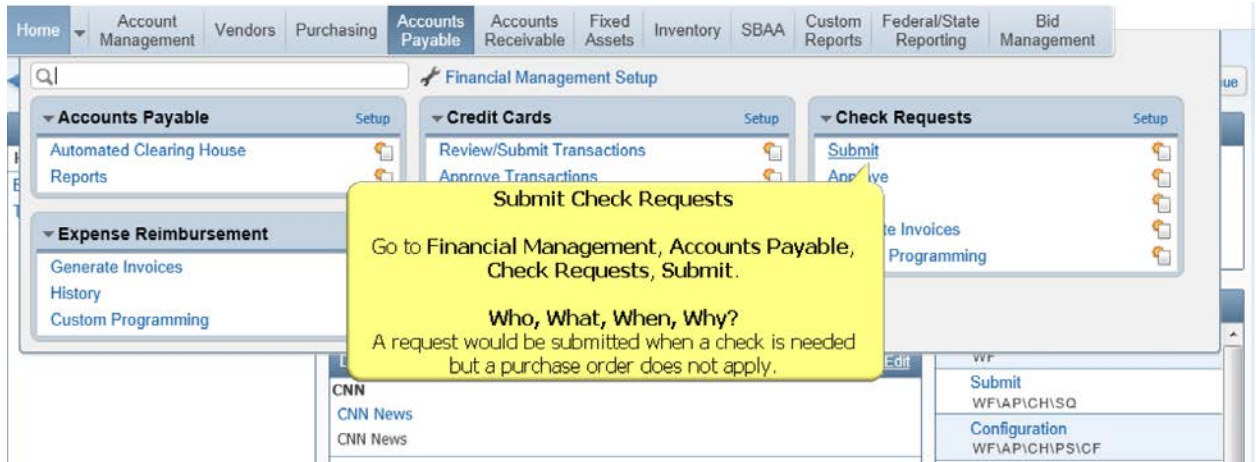 Home
Account Management
Vendors
Purchasing
Accounts Payable
Accounts Receivable
Fixed Assets
Inventory
SBAA
Custom Reports
Federal/State Reporting
Bid Management
Financial Management Setup
Accounts Payable Setup
Automated Clearing House
Reports
Credit Cards Setup
Review/Submit Transactions
Approve Transactions
Check Requests Setup
Submit
Invoices
Programming
Expense Reimbursement
Generate Invoices
History
Custom Programming
Submit Check Requests
Go to Financial Management, Accounts Payable,
Check Requests, Submit.
Who, What, When, Why?
A request would be submitted when a check is needed
but a purchase order does not apply.
Edit
CNN
CNN News
CNN News
WF
Submit
WF\AP\CH\SQ
Configuration
WF\AP\CH\PS\CF